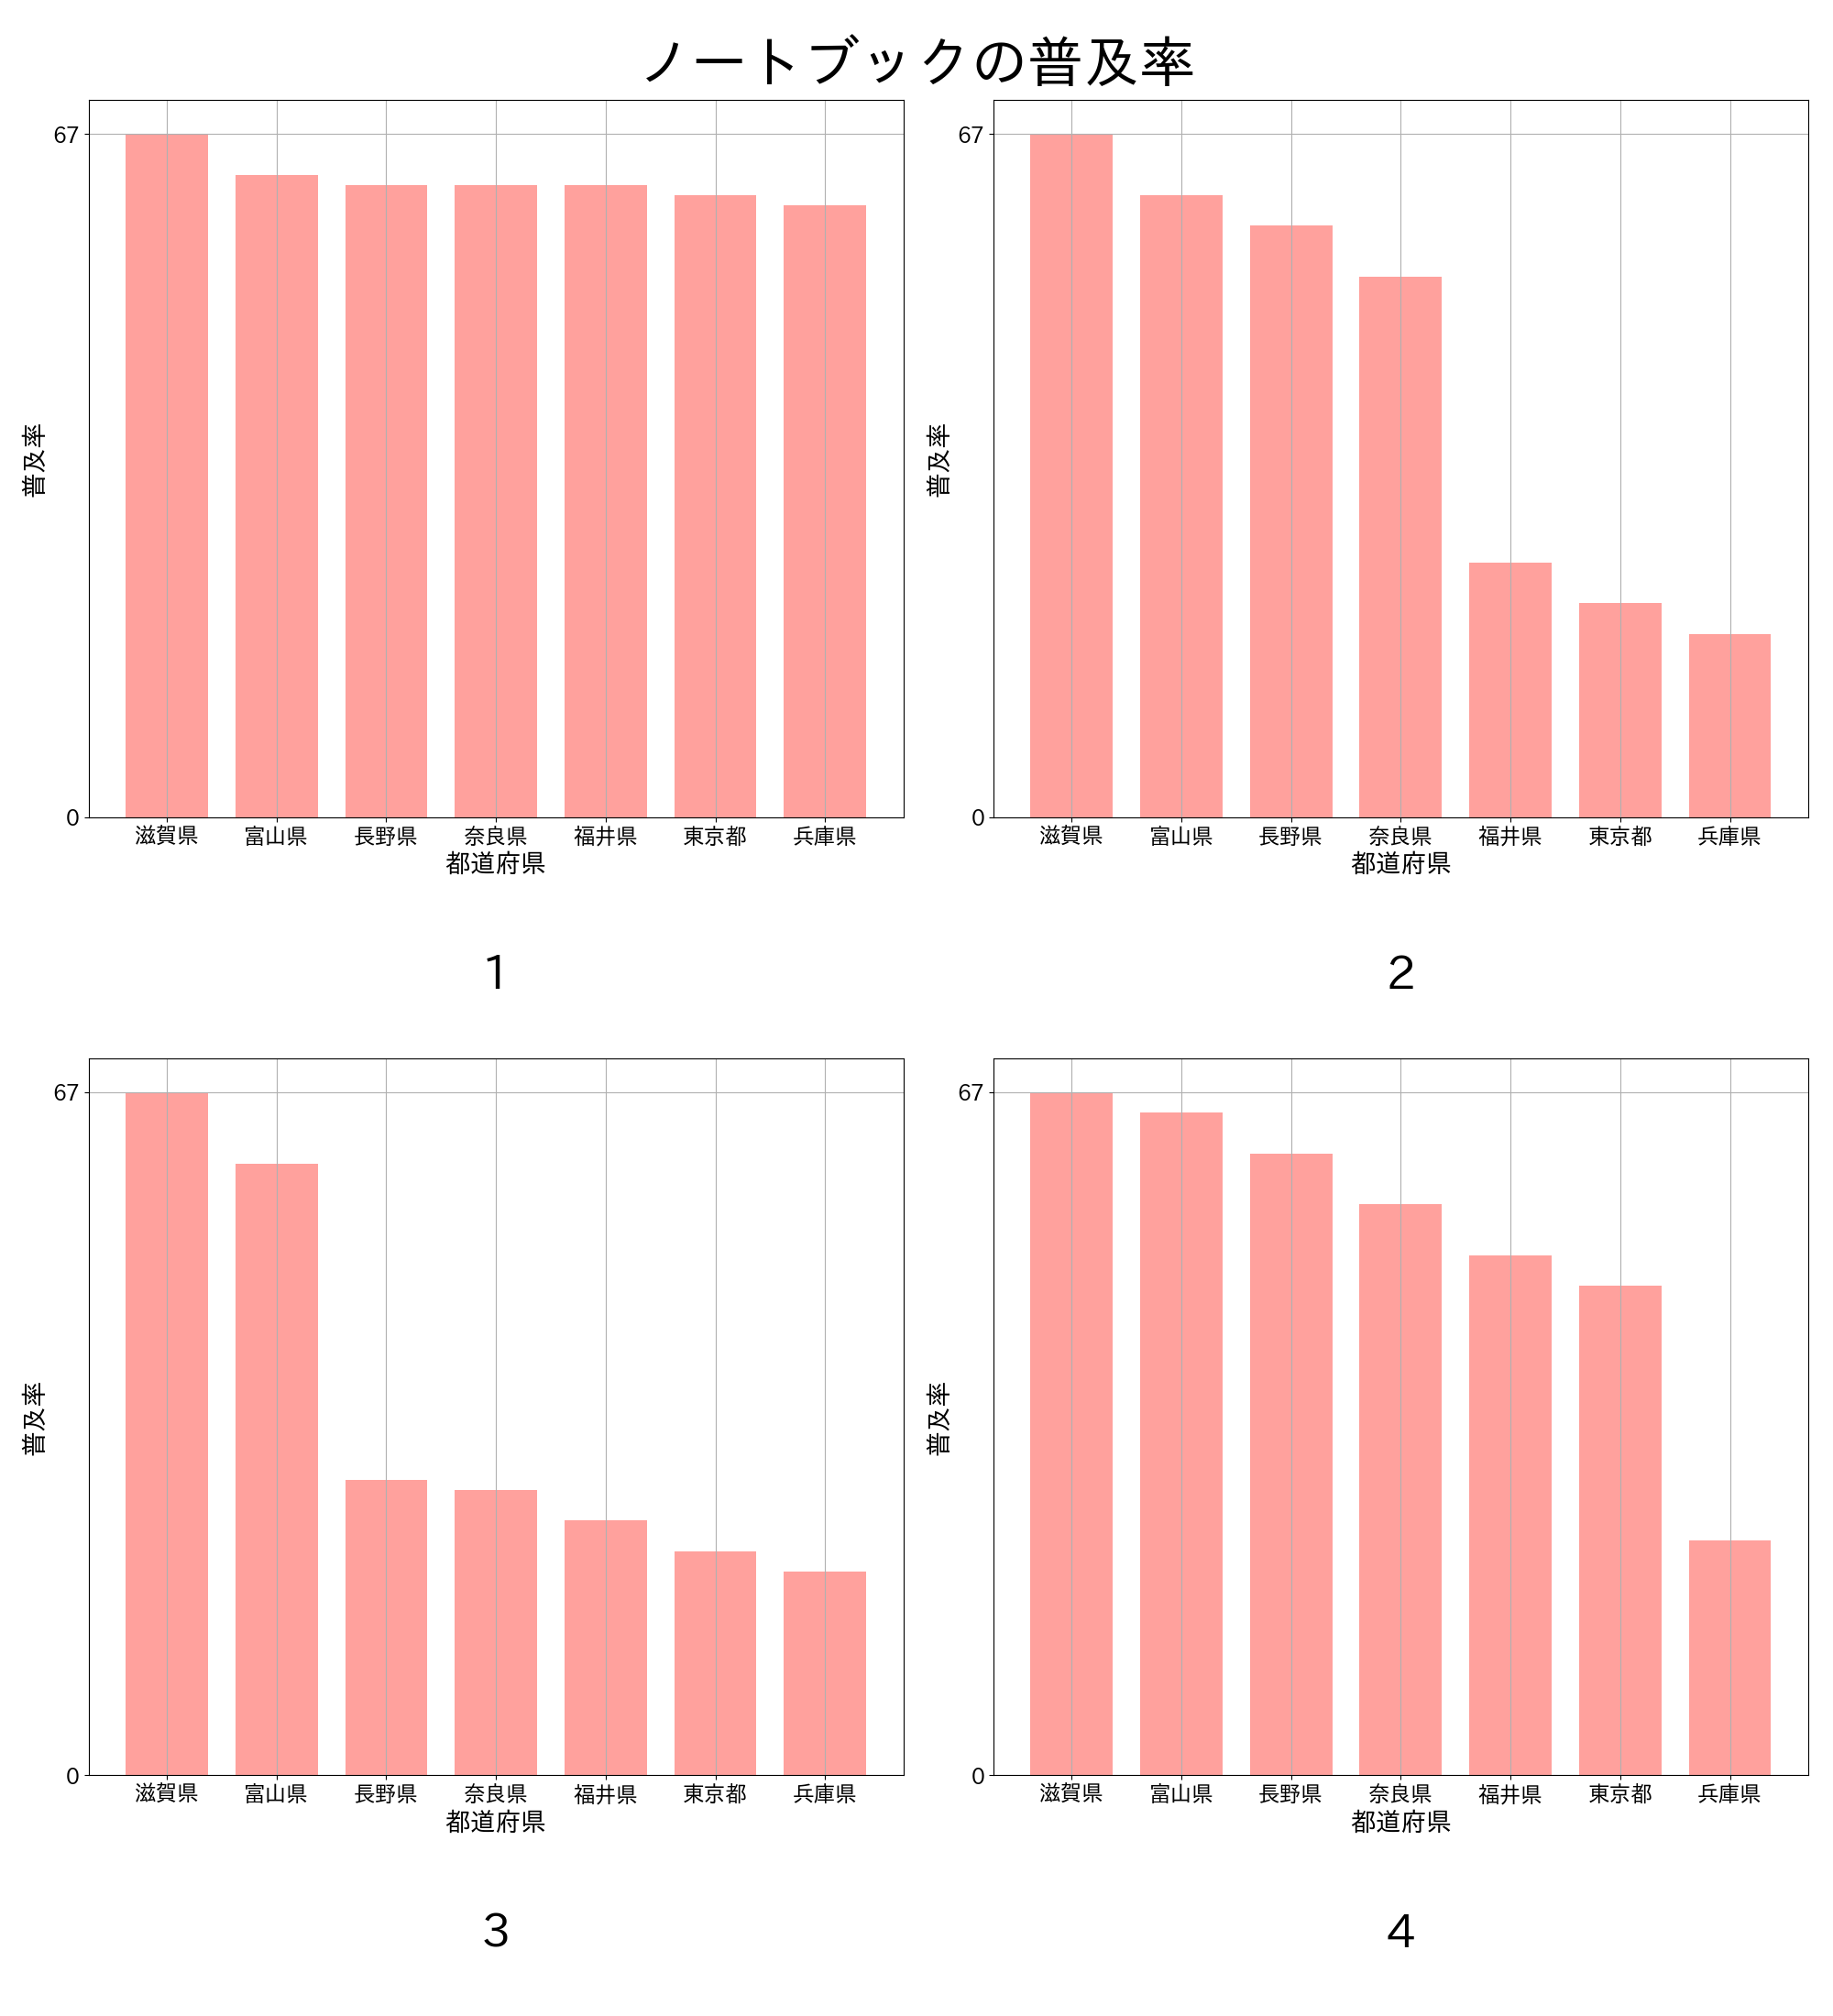 ノートブックの普及率
67
0
普及率
滋賀県 富山県 長野県 奈良県 福井県 東京都 兵庫県
都道府県
1
67
0
普及率
滋賀県 富山県 長野県 奈良県 福井県 東京都 兵庫県
都道府県
2
67
0
普及率
滋賀県 富山県 長野県 奈良県 福井県 東京都 兵庫県
都道府県
3
67
0
普及率
滋賀県 富山県 長野県 奈良県 福井県 東京都 兵庫県
都道府県
4